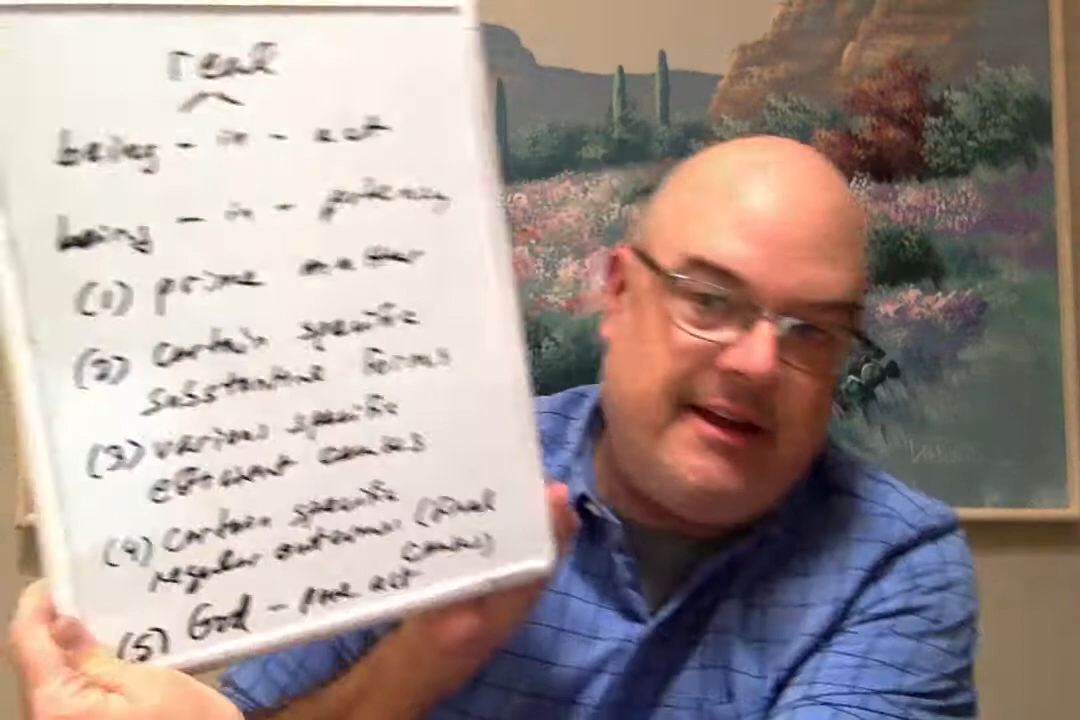 real
being - in - act
being - in - potency
(1) prime matter
(2) certain specific
substantial forms
(3) various specific
efficient causes
(4) certain specific
regular outcomes (final
causes)
(5) God - pure act